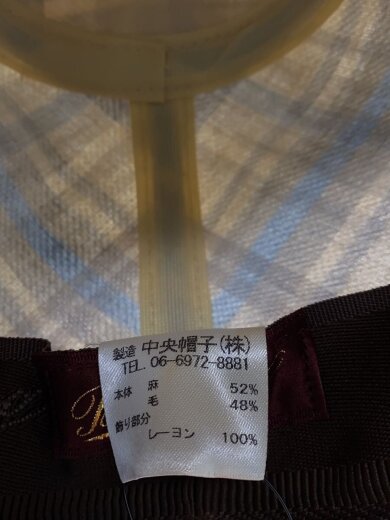 製造 中央帽子(株)
TEL. 06-6972-8881
本体 麻 52%
毛 48%
飾り部分
レーヨン 100%